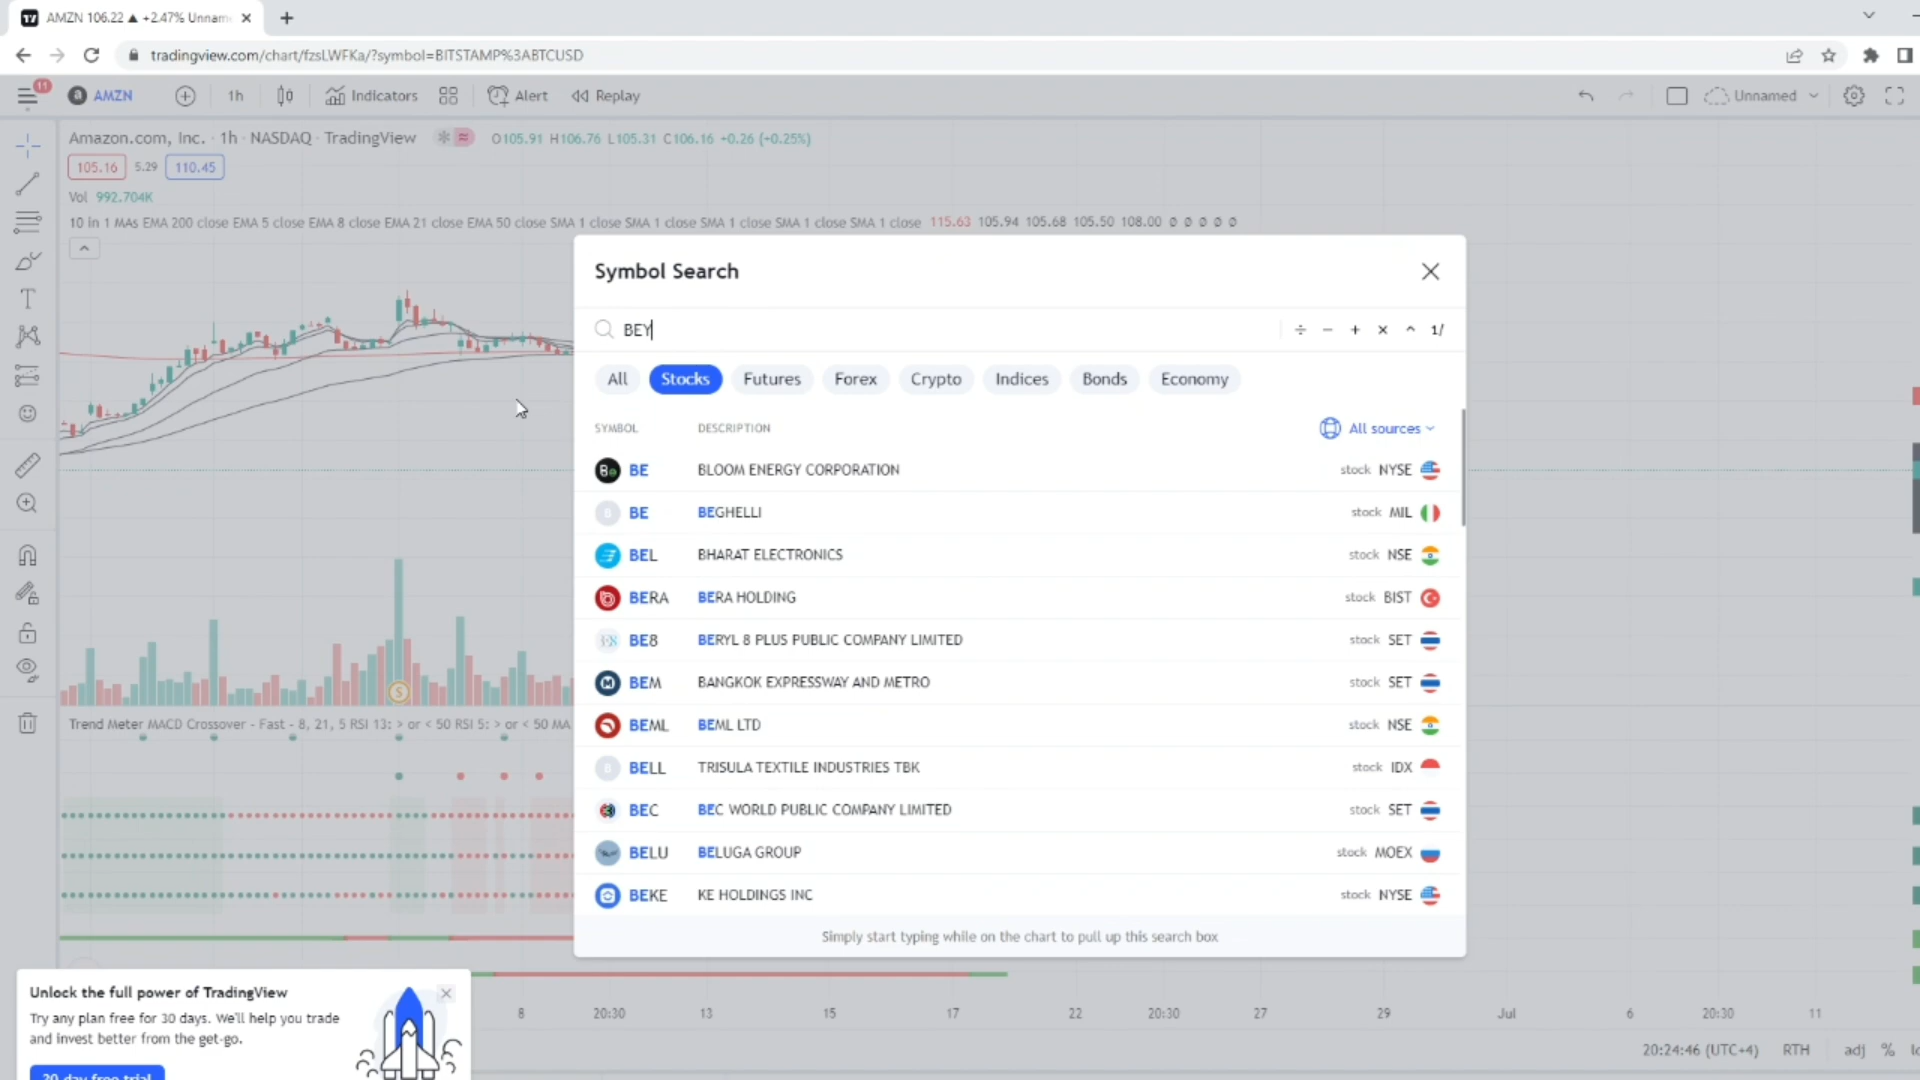 AMZN 106.22 ▲ +2.47% Unnam
tradingview.com/chart/fzsLWFKa/?symbol=BITSTAMP%3ABTCUSD
11
AMZN
1h
Indicators
Alert
Replay
Unnamed
Amazon.com, Inc. · 1h · NASDAQ · TradingView
O105.91 H106.76 L105.31 C106.16 +0.26 (+0.25%)
105.16 5.29 110.45
Vol 992.704K
10 in 1 MAs EMA 200 close EMA 5 close EMA 8 close EMA 21 close EMA 50 close SMA 1 close SMA 1 close SMA 1 close SMA 1 close SMA 1 close 115.63 105.94 105.68 105.50 108.00 ∅ ∅ ∅ ∅ ∅
Symbol Search
BEY
÷ − + × ^ 1/
All Stocks Futures Forex Crypto Indices Bonds Economy
SYMBOL DESCRIPTION All sources
BE BLOOM ENERGY CORPORATION stock NYSE
BE BEGHELLI stock MIL
BEL BHARAT ELECTRONICS stock NSE
BERA BERA HOLDING stock BIST
BE8 BERYL 8 PLUS PUBLIC COMPANY LIMITED stock SET
BEM BANGKOK EXPRESSWAY AND METRO stock SET
BEML BEML LTD stock NSE
BELL TRISULA TEXTILE INDUSTRIES TBK stock IDX
BEC BEC WORLD PUBLIC COMPANY LIMITED stock SET
BELU BELUGA GROUP stock MOEX
BEKE KE HOLDINGS INC stock NYSE
Simply start typing while on the chart to pull up this search box
Trend Meter MACD Crossover - Fast - 8, 21, 5 RSI 13: > or < 50 RSI 5: > or < 50 MA
Unlock the full power of TradingView
Try any plan free for 30 days. We'll help you trade
and invest better from the get-go.
30-day free trial
8 20:30 13 15 17 22 20:30 27 29 Jul 6 20:30 11
20:24:46 (UTC+4) RTH adj %